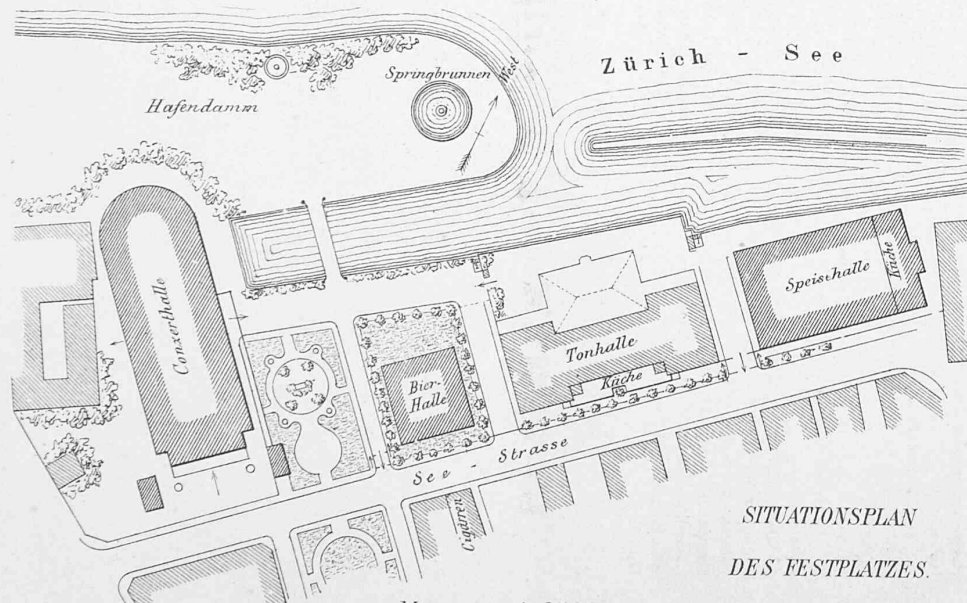 Zürich - See
Springbrunnen
West
Hafendamm
Conzerthalle
Speisehalle
Küche
Tonhalle
Küche
Bier-
Halle
See - Strasse
Cigarren
SITUATIONSPLAN
DES FESTPLATZES.